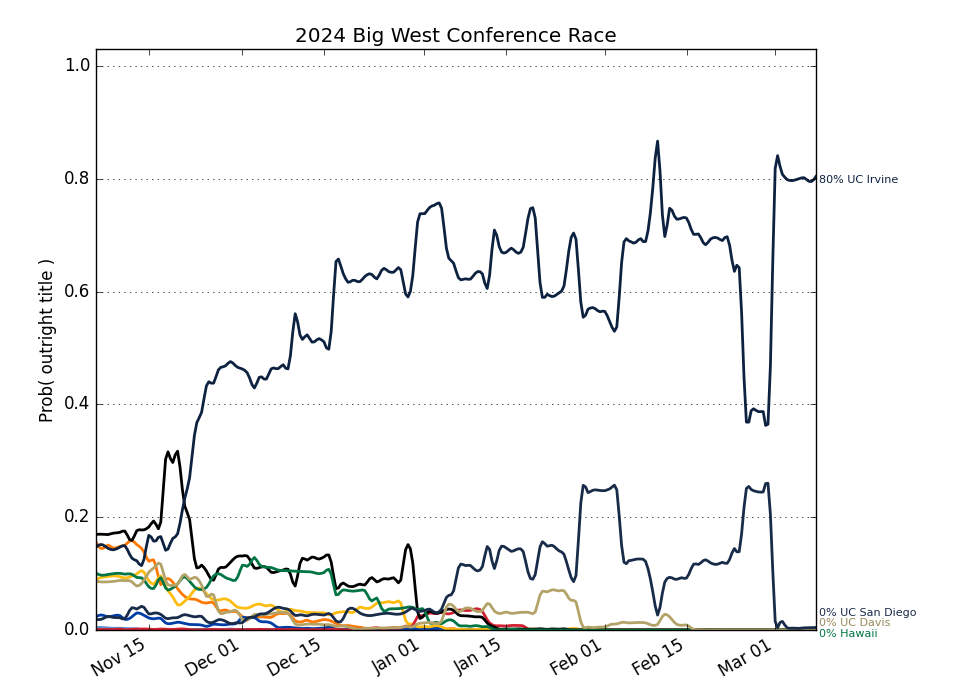 2024 Big West Conference Race
Prob( outright title )
1.0
0.8
0.6
0.4
0.2
0.0
80% UC Irvine
0% UC San Diego
0% UC Davis
0% Hawaii
Nov 15
Dec 01
Dec 15
Jan 01
Jan 15
Feb 01
Feb 15
Mar 01